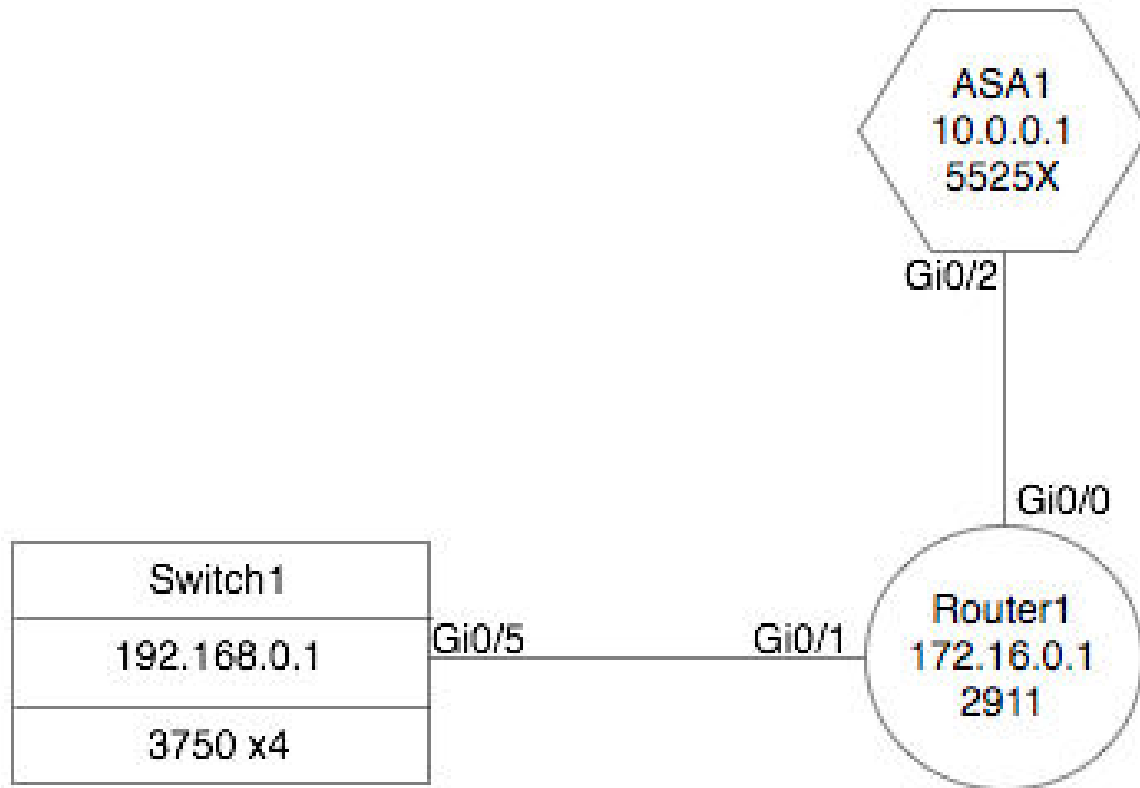 ASA1
10.0.0.1
5525X
Gi0/2
Gi0/0
Switch1
192.168.0.1
3750 x4
Gi0/5
Gi0/1
Router1
172.16.0.1
2911